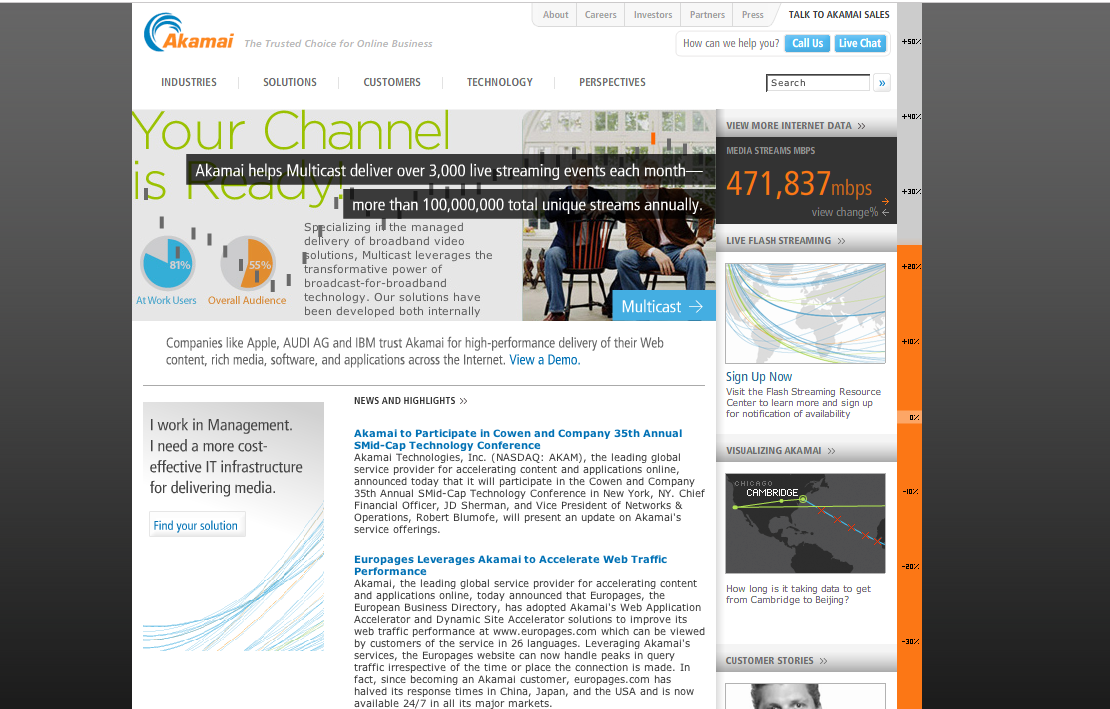 About
Careers
Investors
Partners
Press
TALK TO AKAMAI SALES
Akamai
The Trusted Choice for Online Business
How can we help you?
Call Us
Live Chat
INDUSTRIES
SOLUTIONS
CUSTOMERS
TECHNOLOGY
PERSPECTIVES
Search
»
Your Channel
is Ready!
Akamai helps Multicast deliver over 3,000 live streaming events each month—
more than 100,000,000 total unique streams annually.
Specializing in the managed
delivery of broadband video
solutions, Multicast leverages the
transformative power of
broadcast-for-broadband
technology. Our solutions have
been developed both internally
81%
At Work Users
55%
Overall Audience
Multicast →
Companies like Apple, AUDI AG and IBM trust Akamai for high-performance delivery of their Web
content, rich media, software, and applications across the Internet. View a Demo.
I work in Management.
I need a more cost-
effective IT infrastructure
for delivering media.
Find your solution
NEWS AND HIGHLIGHTS »
Akamai to Participate in Cowen and Company 35th Annual
SMid-Cap Technology Conference
Akamai Technologies, Inc. (NASDAQ: AKAM), the leading global
service provider for accelerating content and applications online,
announced today that it will participate in the Cowen and Company
35th Annual SMid-Cap Technology Conference in New York, NY. Chief
Financial Officer, JD Sherman, and Vice President of Networks &
Operations, Robert Blumofe, will present an update on Akamai's
service offerings.
Europages Leverages Akamai to Accelerate Web Traffic
Performance
Akamai, the leading global service provider for accelerating content
and applications online, today announced that Europages, the
European Business Directory, has adopted Akamai's Web Application
Accelerator and Dynamic Site Accelerator solutions to improve its
web traffic performance at www.europages.com which can be viewed
by customers of the service in 26 languages. Leveraging Akamai's
services, the Europages website can now handle peaks in query
traffic irrespective of the time or place the connection is made. In
fact, since becoming an Akamai customer, europages.com has
halved its response times in China, Japan, and the USA and is now
available 24/7 in all its major markets.
VIEW MORE INTERNET DATA »
MEDIA STREAMS MBPS
471,837mbps
→
view change% ←
LIVE FLASH STREAMING »
Sign Up Now
Visit the Flash Streaming Resource
Center to learn more and sign up
for notification of availability
VISUALIZING AKAMAI »
CHICAGO
CAMBRIDGE
How long is it taking data to get
from Cambridge to Beijing?
CUSTOMER STORIES »
+50%
+40%
+30%
+20%
+10%
0%
-10%
-20%
-30%